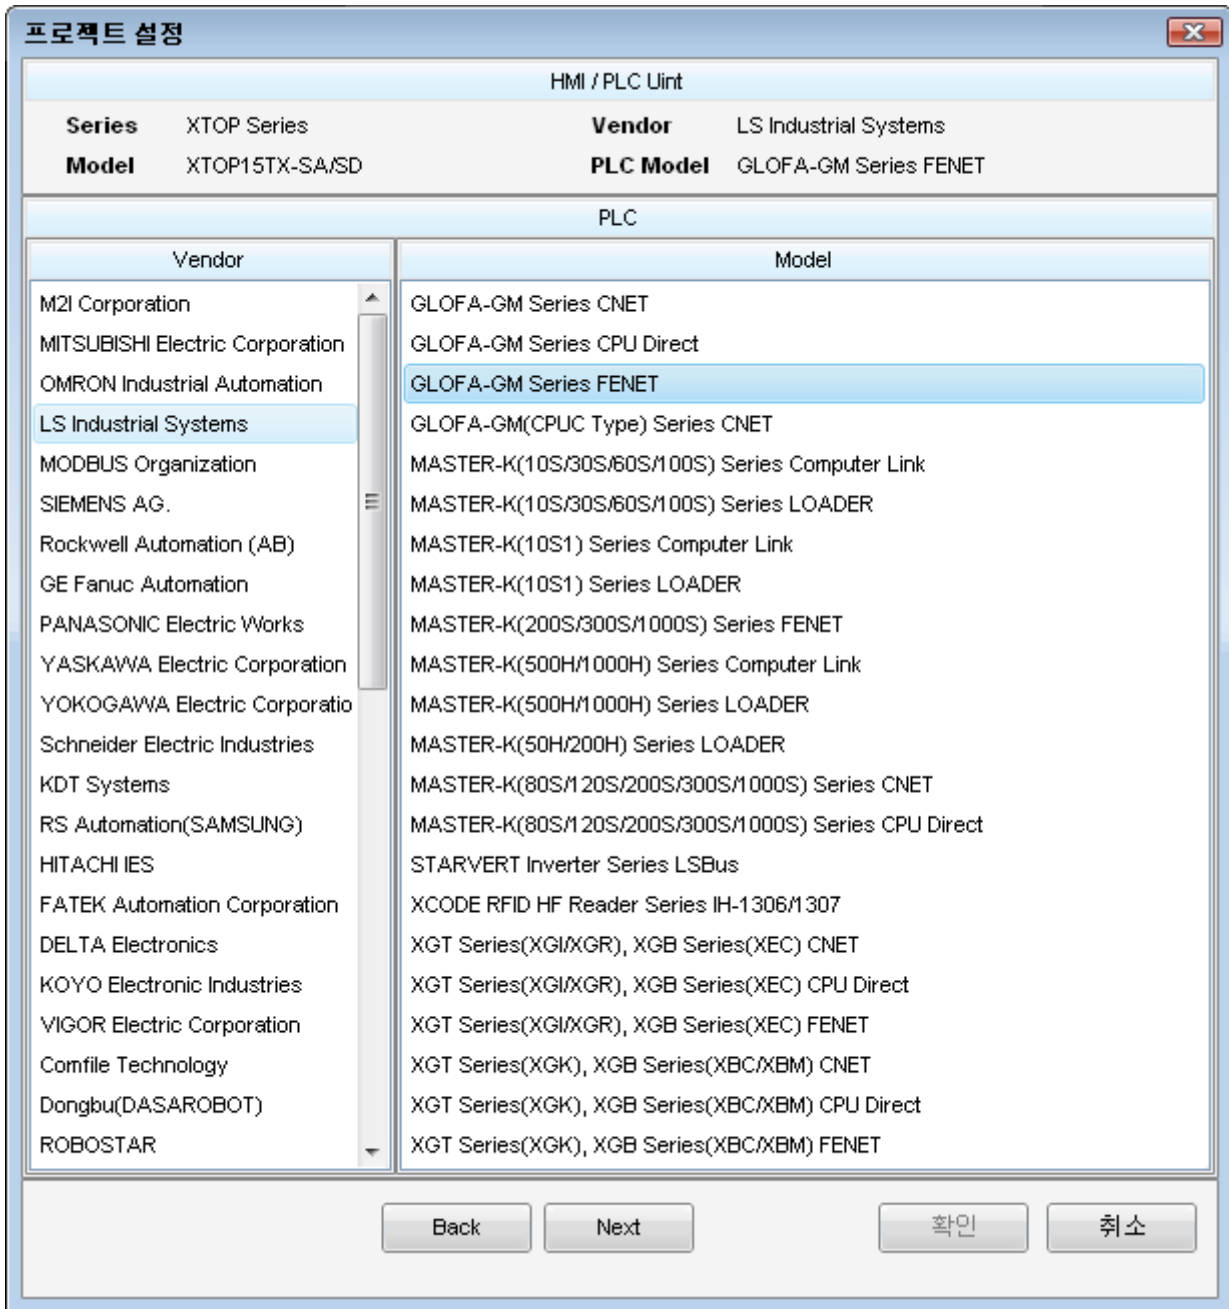 프로젝트 설정
HMI / PLC Uint
Series XTOP Series Vendor LS Industrial Systems
Model XTOP15TX-SA/SD PLC Model GLOFA-GM Series FENET
PLC
Vendor
M2I Corporation
MITSUBISHI Electric Corporation
OMRON Industrial Automation
LS Industrial Systems
MODBUS Organization
SIEMENS AG.
Rockwell Automation (AB)
GE Fanuc Automation
PANASONIC Electric Works
YASKAWA Electric Corporation
YOKOGAWA Electric Corporatio
Schneider Electric Industries
KDT Systems
RS Automation(SAMSUNG)
HITACHI IES
FATEK Automation Corporation
DELTA Electronics
KOYO Electronic Industries
VIGOR Electric Corporation
Comfile Technology
Dongbu(DASAROBOT)
ROBOSTAR
Model
GLOFA-GM Series CNET
GLOFA-GM Series CPU Direct
GLOFA-GM Series FENET
GLOFA-GM(CPUC Type) Series CNET
MASTER-K(10S/30S/60S/100S) Series Computer Link
MASTER-K(10S/30S/60S/100S) Series LOADER
MASTER-K(10S1) Series Computer Link
MASTER-K(10S1) Series LOADER
MASTER-K(200S/300S/1000S) Series FENET
MASTER-K(500H/1000H) Series Computer Link
MASTER-K(500H/1000H) Series LOADER
MASTER-K(50H/200H) Series LOADER
MASTER-K(80S/120S/200S/300S/1000S) Series CNET
MASTER-K(80S/120S/200S/300S/1000S) Series CPU Direct
STARVERT Inverter Series LSBus
XCODE RFID HF Reader Series IH-1306/1307
XGT Series(XGI/XGR), XGB Series(XEC) CNET
XGT Series(XGI/XGR), XGB Series(XEC) CPU Direct
XGT Series(XGI/XGR), XGB Series(XEC) FENET
XGT Series(XGK), XGB Series(XBC/XBM) CNET
XGT Series(XGK), XGB Series(XBC/XBM) CPU Direct
XGT Series(XGK), XGB Series(XBC/XBM) FENET
Back Next 확인 취소